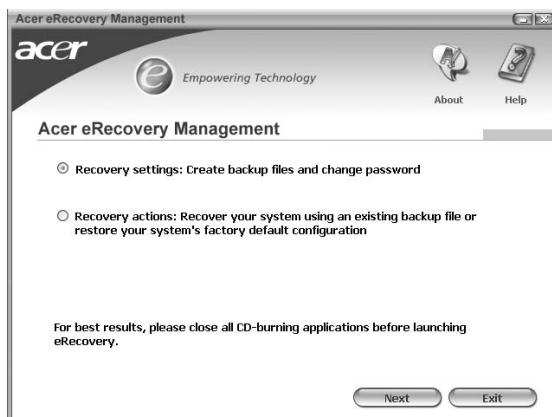 Acer eRecovery Management
acer
e Empowering Technology
About
Help
Acer eRecovery Management
Recovery settings: Create backup files and change password
Recovery actions: Recover your system using an existing backup file or
restore your system's factory default configuration
For best results, please close all CD-burning applications before launching
eRecovery.
Next
Exit